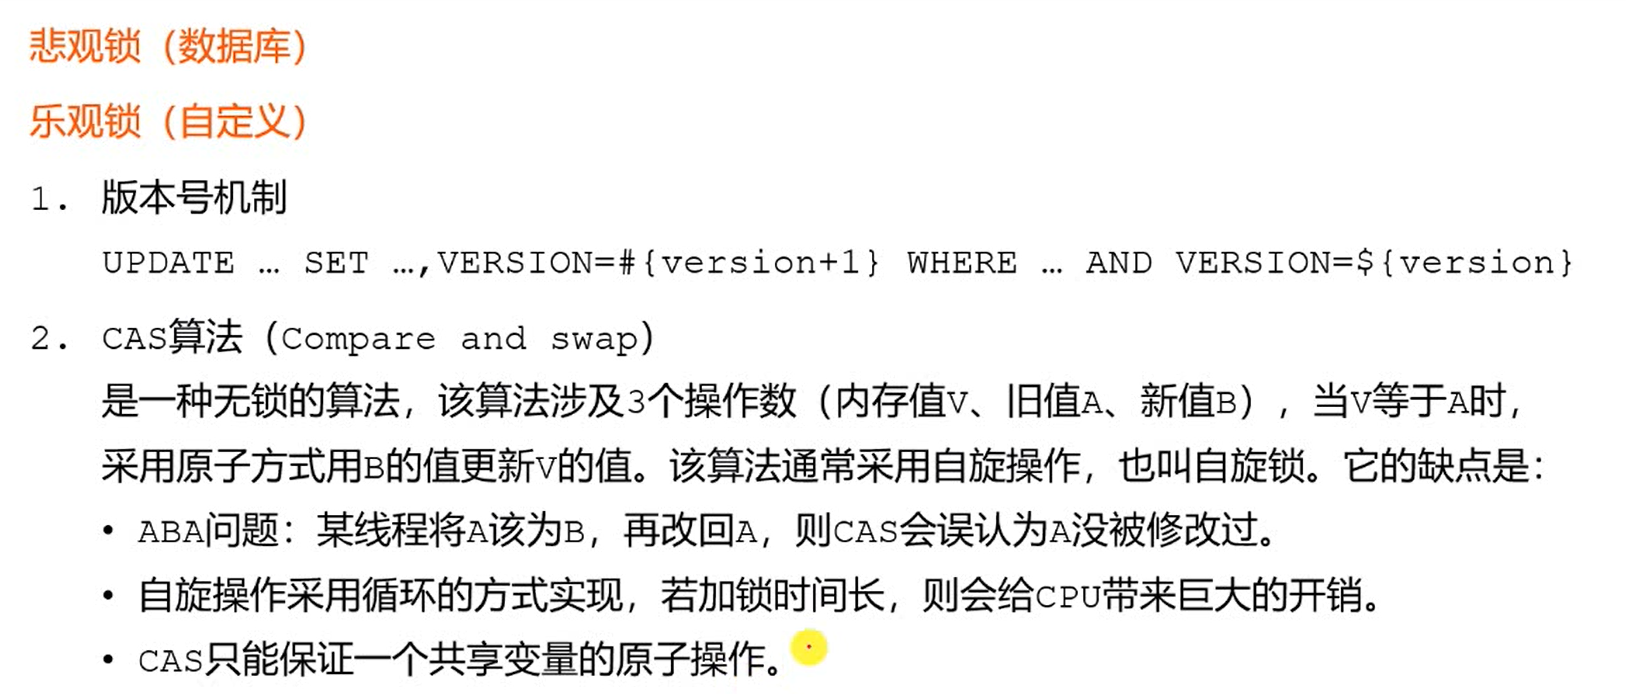 悲观锁（数据库）
乐观锁（自定义）
1. 版本号机制
UPDATE … SET …,VERSION=#{version+1} WHERE … AND VERSION=${version}
2. CAS算法（Compare and swap）
是一种无锁的算法，该算法涉及3个操作数（内存值V、旧值A、新值B），当V等于A时，
采用原子方式用B的值更新V的值。该算法通常采用自旋操作，也叫自旋锁。它的缺点是：
• ABA问题：某线程将A该为B，再改回A，则CAS会误认为A没被修改过。
• 自旋操作采用循环的方式实现，若加锁时间长，则会给CPU带来巨大的开销。
• CAS只能保证一个共享变量的原子操作。